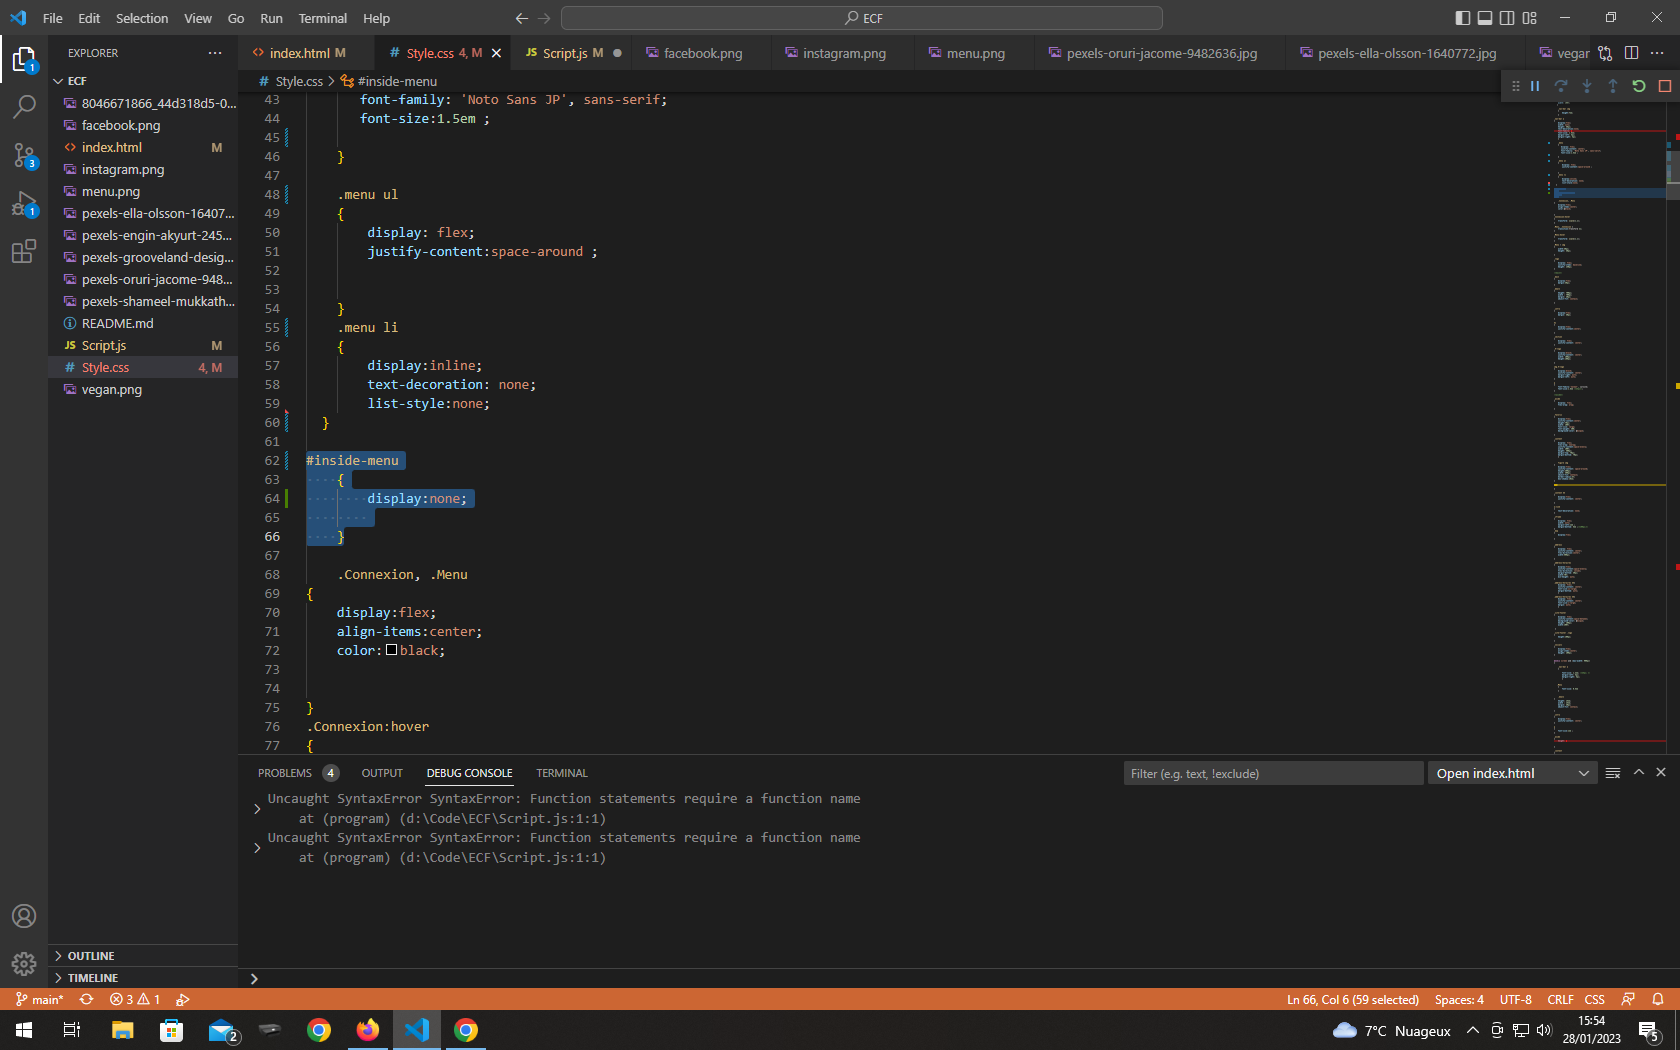 File Edit Selection View Go Run Terminal Help
ECF
EXPLORER
index.html M
Style.css 4, M
JS Script.js M
facebook.png
instagram.png
menu.png
pexels-oruri-jacome-9482636.jpg
pexels-ella-olsson-1640772.jpg
vegar
# Style.css > #inside-menu
ECF
8046671866_44d318d5-0...
facebook.png
index.html M
instagram.png
menu.png
pexels-ella-olsson-16407...
pexels-engin-akyurt-245...
pexels-grooveland-desig...
pexels-oruri-jacome-948...
pexels-shameel-mukkath...
README.md
JS Script.js M
# Style.css 4, M
vegan.png
OUTLINE
TIMELINE
1
3
1
43 font-family: 'Noto Sans JP', sans-serif;
44 font-size:1.5em ;
45
46 }
47
48 .menu ul
49 {
50 display: flex;
51 justify-content:space-around ;
52
53
54 }
55 .menu li
56 {
57 display:inline;
58 text-decoration: none;
59 list-style:none;
60 }
61
62 #inside-menu
63 {
64 display:none;
65
66 }
67
68 .Connexion, .Menu
69 {
70 display:flex;
71 align-items:center;
72 color: black;
73
74
75 }
76 .Connexion:hover
77 {
PROBLEMS 4 OUTPUT DEBUG CONSOLE TERMINAL
Filter (e.g. text, !exclude)
Open index.html
Uncaught SyntaxError SyntaxError: Function statements require a function name
at (program) (d:\Code\ECF\Script.js:1:1)
Uncaught SyntaxError SyntaxError: Function statements require a function name
at (program) (d:\Code\ECF\Script.js:1:1)
main* 3 1
Ln 66, Col 6 (59 selected) Spaces: 4 UTF-8 CRLF CSS
2
7°C Nuageux
15:54
28/01/2023
5